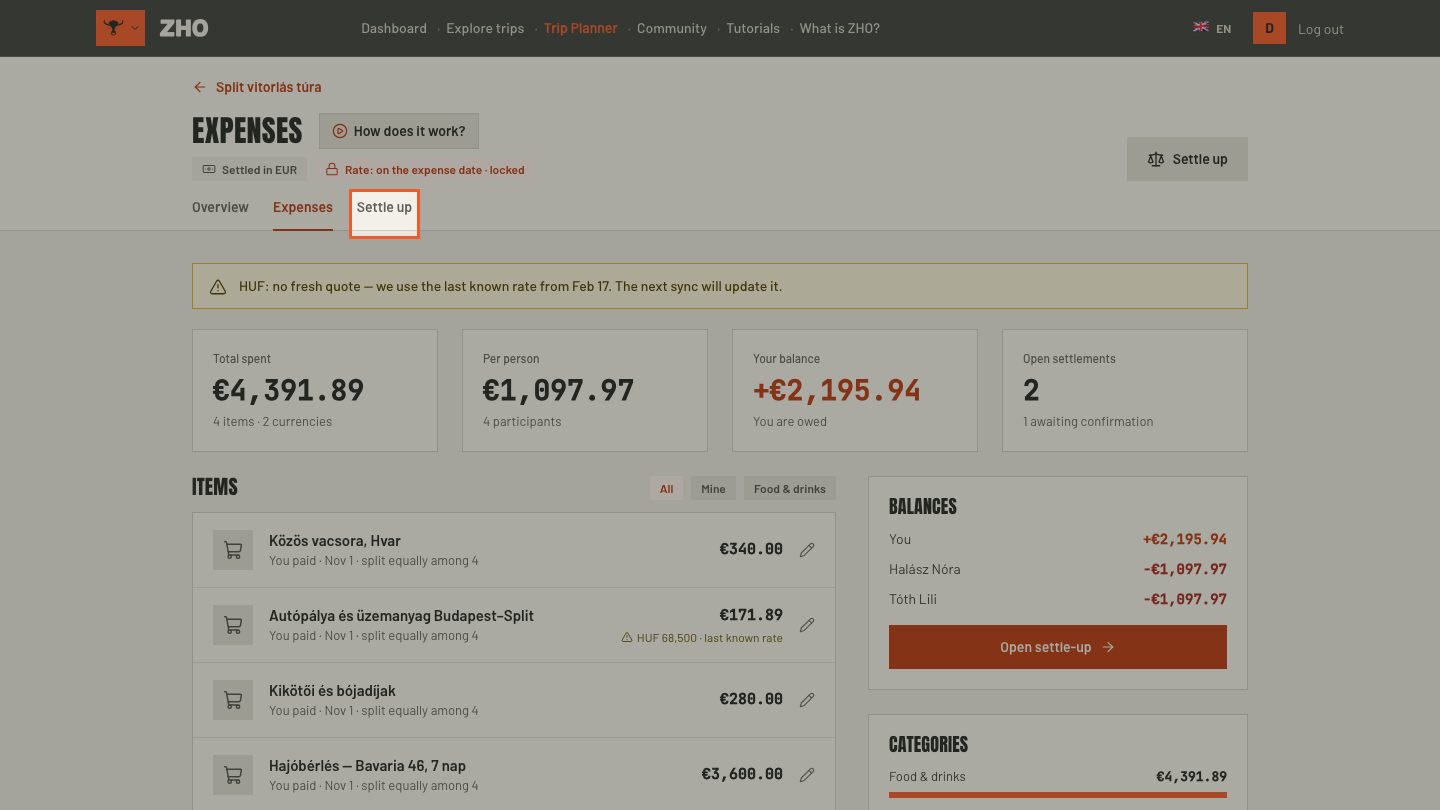 ZHO
Dashboard · Explore trips · Trip Planner · Community · Tutorials · What is ZHO?
EN
D
Log out
Split vitorlás túra
EXPENSES
How does it work?
Settle up
Settled in EUR
Rate: on the expense date · locked
Overview
Expenses
Settle up
HUF: no fresh quote — we use the last known rate from Feb 17. The next sync will update it.
Total spent
€4,391.89
4 items · 2 currencies
Per person
€1,097.97
4 participants
Your balance
+€2,195.94
You are owed
Open settlements
2
1 awaiting confirmation
ITEMS
All
Mine
Food & drinks
Közös vacsora, Hvar
You paid · Nov 1 · split equally among 4
€340.00
Autópálya és üzemanyag Budapest–Split
You paid · Nov 1 · split equally among 4
€171.89
HUF 68,500 · last known rate
Kikötői és bójadíjak
You paid · Nov 1 · split equally among 4
€280.00
Hajóbérlés — Bavaria 46, 7 nap
You paid · Nov 1 · split equally among 4
€3,600.00
BALANCES
You +€2,195.94
Halász Nóra -€1,097.97
Tóth Lili -€1,097.97
Open settle-up
CATEGORIES
Food & drinks €4,391.89